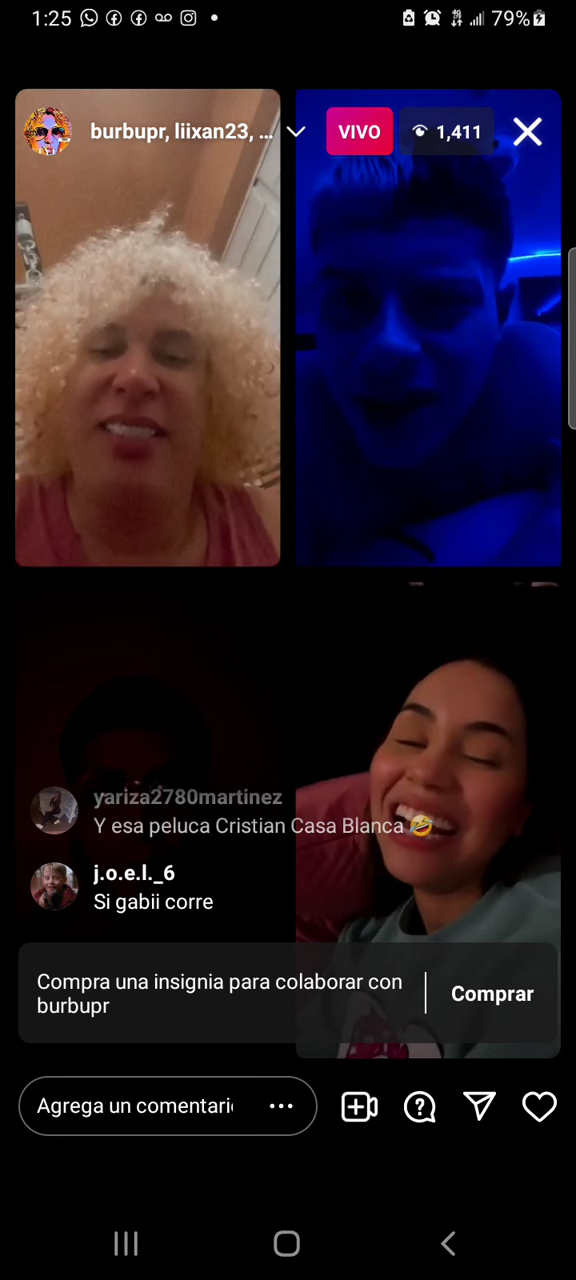 1:25
79%
burbupr, liixan23, ...
VIVO
1,411
yariza2780martinez
Y esa peluca Cristian Casa Blanca 🤣
j.o.e.l._6
Si gabii corre
Compra una insignia para colaborar con
burbupr
Comprar
Agrega un comentari